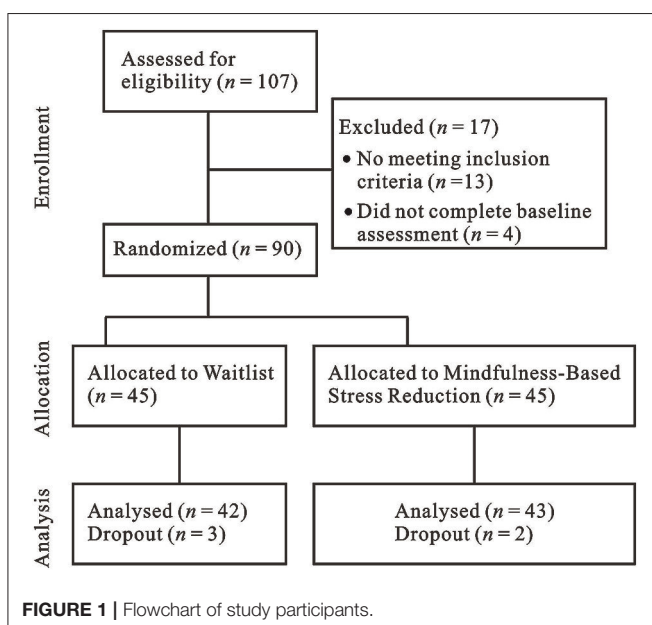 Enrollment
Assessed for
eligibility (n = 107)
Excluded (n = 17)
• No meeting inclusion
criteria (n =13)
• Did not complete baseline
assessment (n = 4)
Randomized (n = 90)
Allocation
Allocated to Waitlist
(n = 45)
Allocated to Mindfulness-Based
Stress Reduction (n = 45)
Analysis
Analysed (n = 42)
Dropout (n = 3)
Analysed (n = 43)
Dropout (n = 2)
FIGURE 1 | Flowchart of study participants.